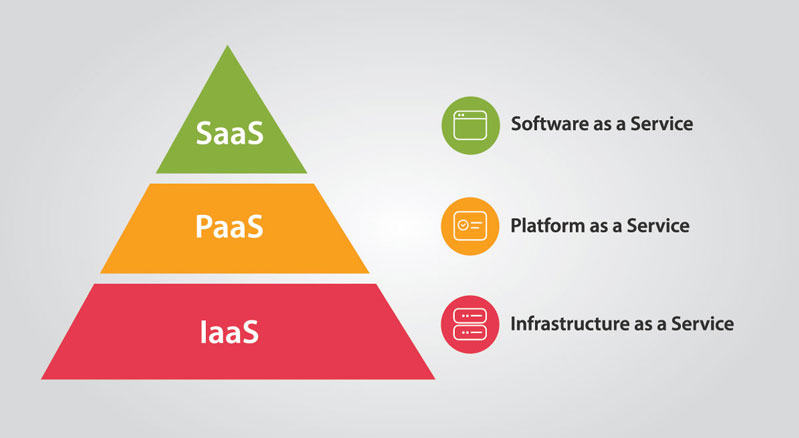 SaaS
Software as a Service
PaaS
Platform as a Service
IaaS
Infrastructure as a Service